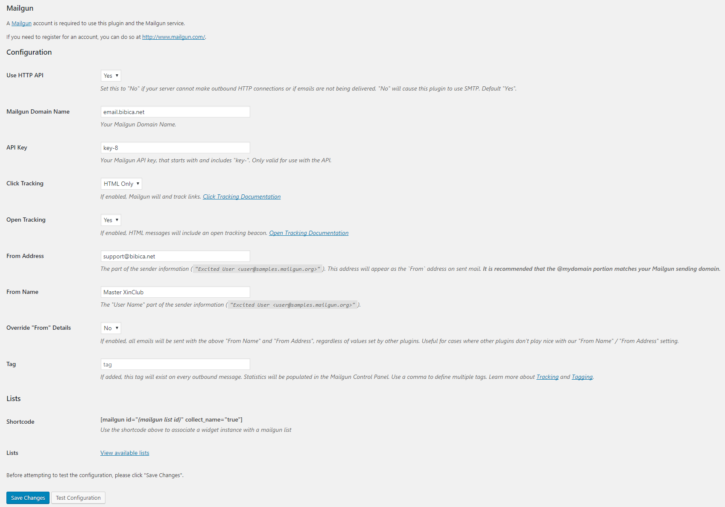 Mailgun
A Mailgun account is required to use this plugin and the Mailgun service.
If you need to register for an account, you can do so at http://www.mailgun.com/.
Configuration
Use HTTP API
Yes
Set this to "No" if your server cannot make outbound HTTP connections or if emails are not being delivered. "No" will cause this plugin to use SMTP. Default "Yes".
Mailgun Domain Name
email.bibica.net
Your Mailgun Domain Name.
API Key
key-8
Your Mailgun API key, that starts with and includes "key-". Only valid for use with the API.
Click Tracking
HTML Only
If enabled, Mailgun will and track links. Click Tracking Documentation
Open Tracking
Yes
If enabled, HTML messages will include an open tracking beacon. Open Tracking Documentation
From Address
support@bibica.net
The part of the sender information ( "Excited User <user@samples.mailgun.org>" ). This address will appear as the `From` address on sent mail. It is recommended that the @mydomain portion matches your Mailgun sending domain.
From Name
Master XinClub
The "User Name" part of the sender information ( "Excited User <user@samples.mailgun.org>" ).
Override "From" Details
No
If enabled, all emails will be sent with the above "From Name" and "From Address", regardless of values set by other plugins. Useful for cases where other plugins don't play nice with our "From Name" / "From Address" setting.
Tag
tag
If added, this tag will exist on every outbound message. Statistics will be populated in the Mailgun Control Panel. Use a comma to define multiple tags. Learn more about Tracking and Tagging.
Lists
Shortcode
[mailgun id="{mailgun list id}" collect_name="true"]
Use the shortcode above to associate a widget instance with a mailgun list
Lists
View available lists
Before attempting to test the configuration, please click "Save Changes".
Save Changes
Test Configuration